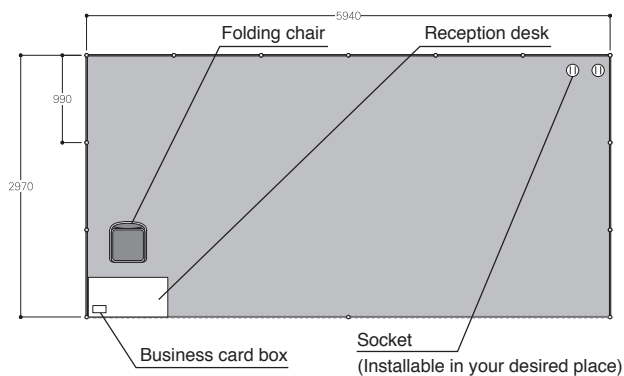 5940
Folding chair
Reception desk
990
2970
Business card box
Socket
(Installable in your desired place)